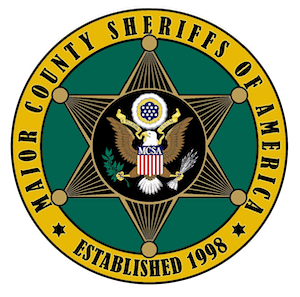 MAJOR COUNTY SHERIFFS OF AMERICA
MCSA
ESTABLISHED 1998